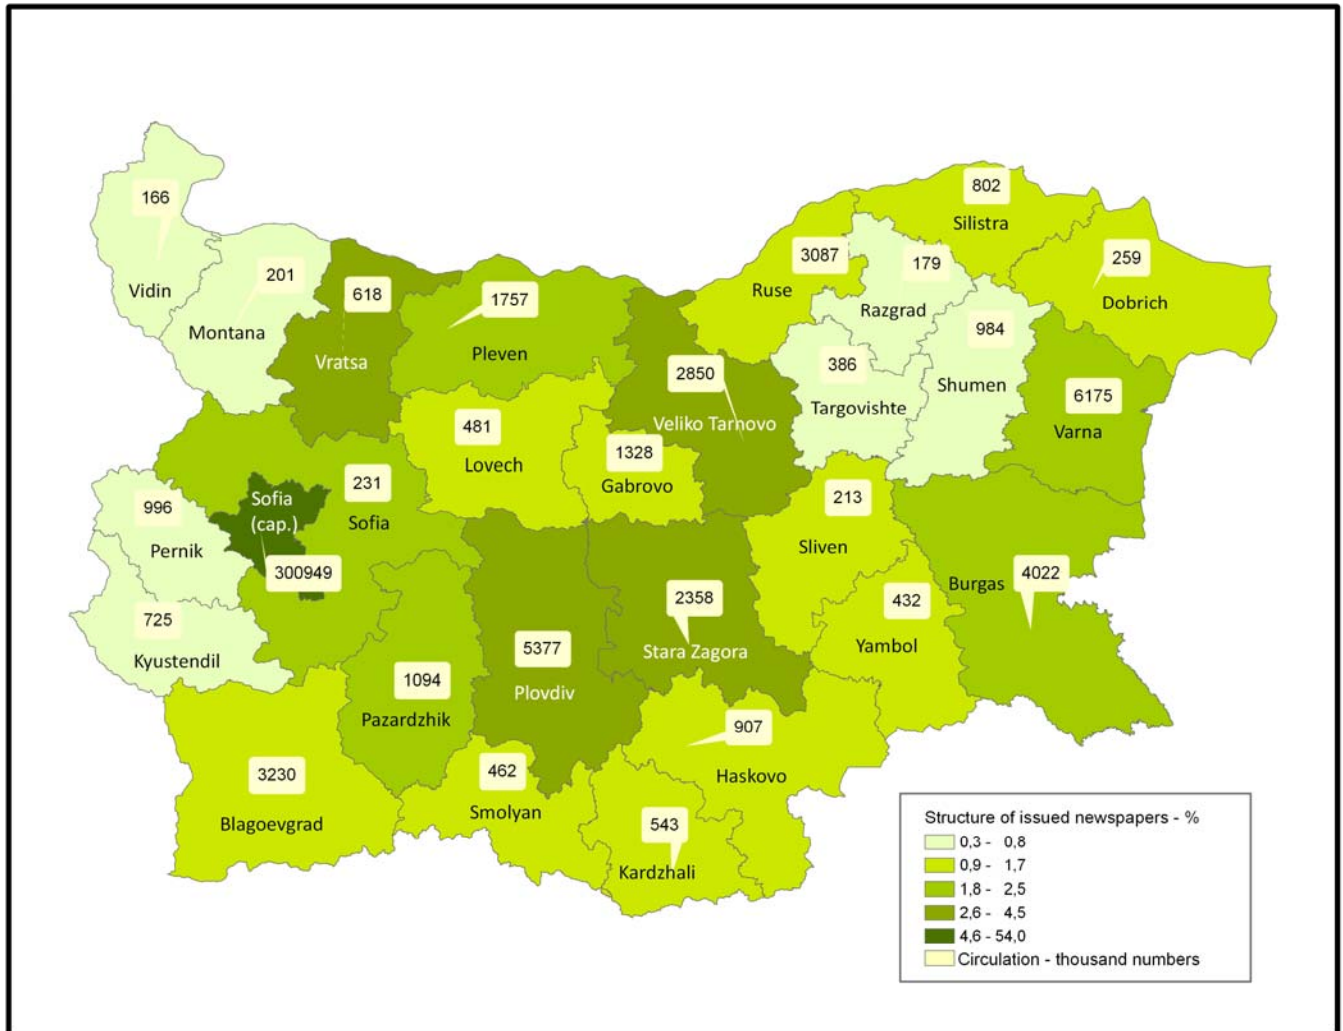 166
Vidin
201
Montana
618
Vratsa
1757
Pleven
2850
Veliko Tarnovo
3087
Ruse
802
Silistra
179
Razgrad
259
Dobrich
386
Targovishte
984
Shumen
6175
Varna
481
Lovech
1328
Gabrovo
231
Sofia
Sofia
(cap.)
300949
996
Pernik
725
Kyustendil
213
Sliven
432
Yambol
Burgas
4022
2358
Stara Zagora
5377
Plovdiv
1094
Pazardzhik
3230
Blagoevgrad
462
Smolyan
907
Haskovo
543
Kardzhali
Structure of issued newspapers - %
0,3 - 0,8
0,9 - 1,7
1,8 - 2,5
2,6 - 4,5
4,6 - 54,0
Circulation - thousand numbers